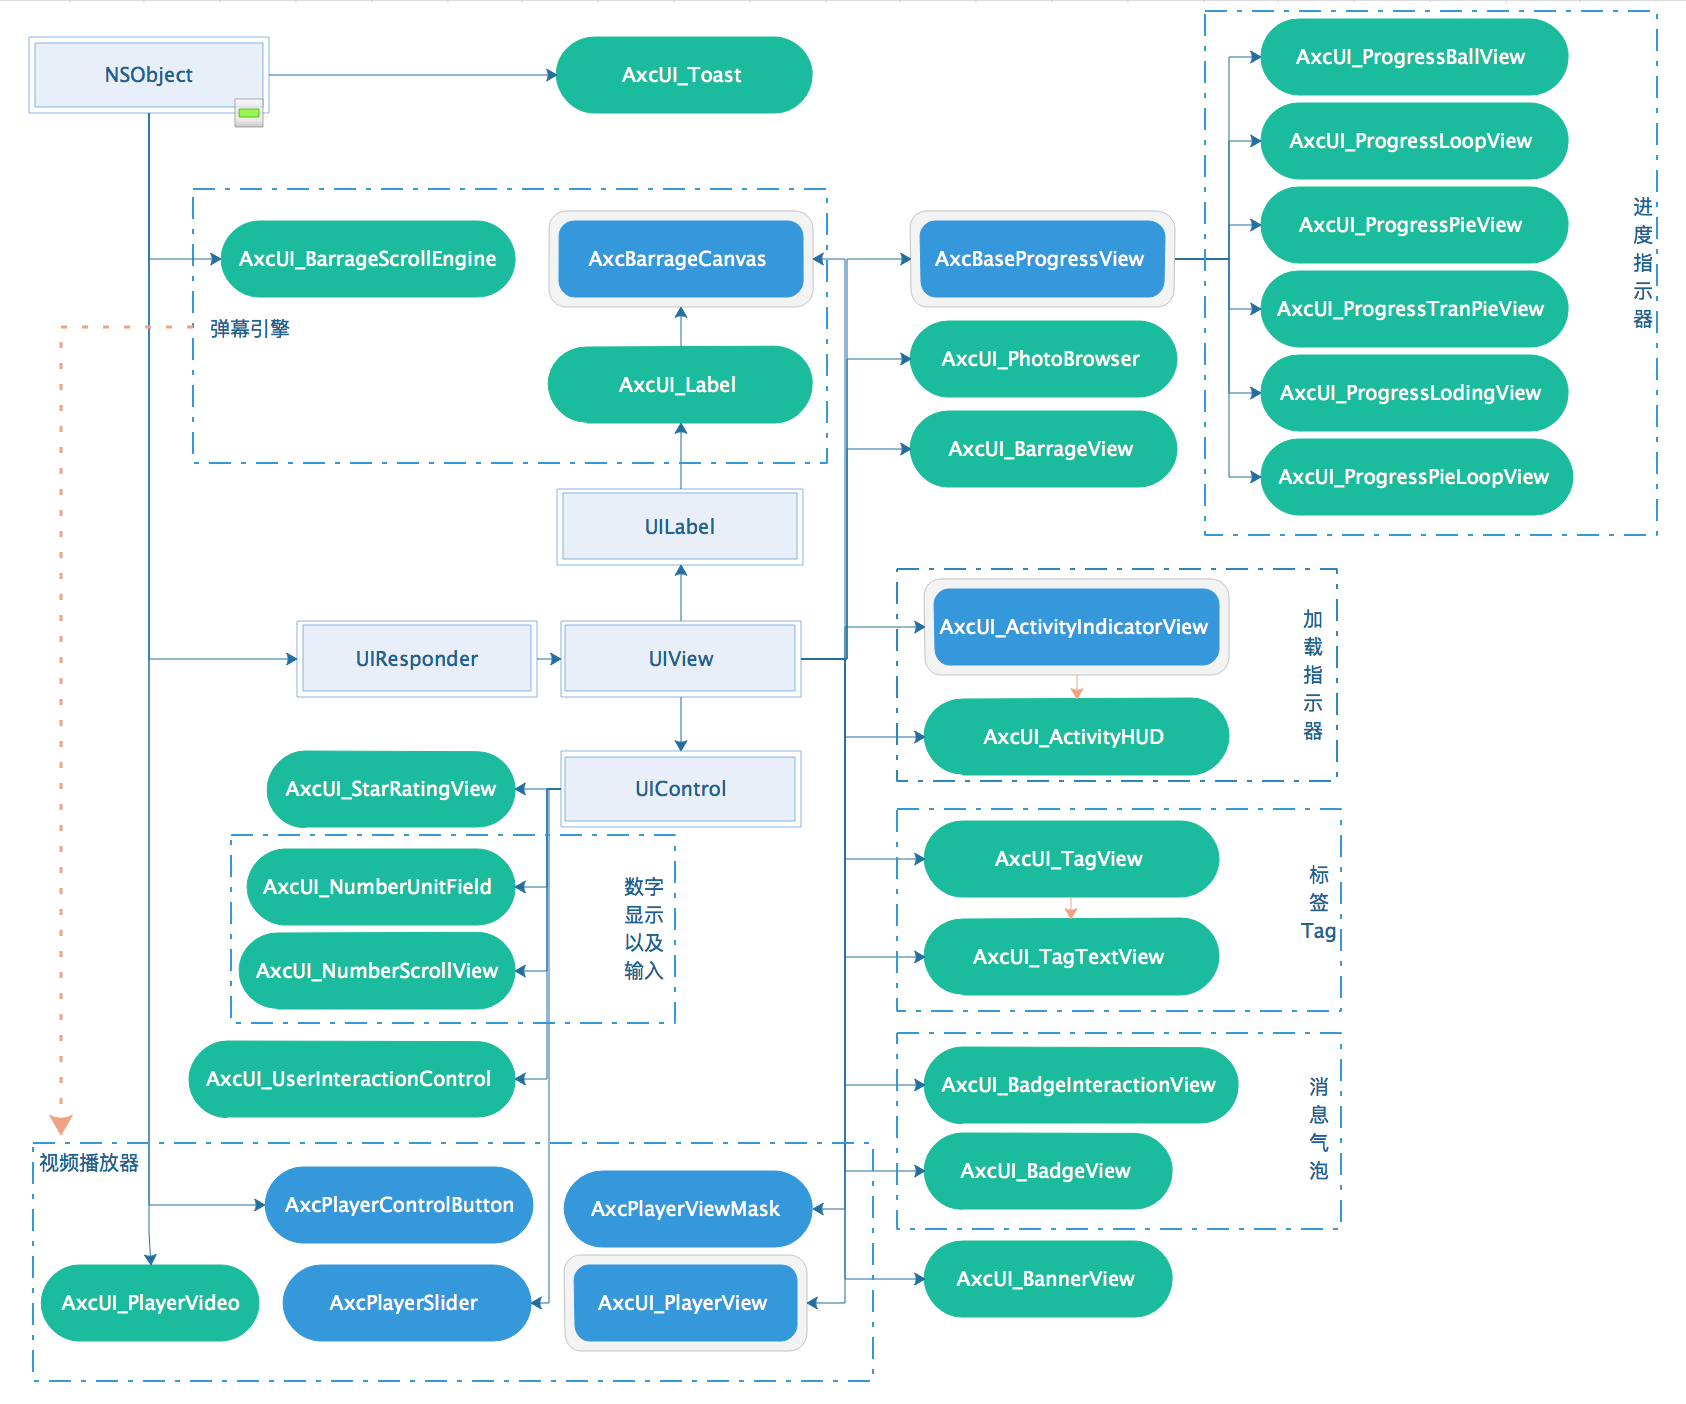 NSObject
AxcUI_Toast
AxcUI_ProgressBallView
AxcUI_ProgressLoopView
AxcUI_ProgressPieView
AxcUI_ProgressTranPieView
AxcUI_ProgressLodingView
AxcUI_ProgressPieLoopView
进
度
指
示
器
AxcUI_BarrageScrollEngine
AxcBarrageCanvas
弹幕引擎
AxcUI_Label
AxcBaseProgressView
AxcUI_PhotoBrowser
AxcUI_BarrageView
UILabel
UIResponder
UIView
UIControl
AxcUI_ActivityIndicatorView
AxcUI_ActivityHUD
加
载
指
示
器
AxcUI_StarRatingView
AxcUI_NumberUnitField
AxcUI_NumberScrollView
数字
显示
以及
输入
AxcUI_TagView
AxcUI_TagTextView
标
签
Tag
AxcUI_UserInteractionControl
AxcUI_BadgeInteractionView
AxcUI_BadgeView
消
息
气
泡
视频播放器
AxcPlayerControlButton
AxcPlayerViewMask
AxcUI_PlayerVideo
AxcPlayerSlider
AxcUI_PlayerView
AxcUI_BannerView